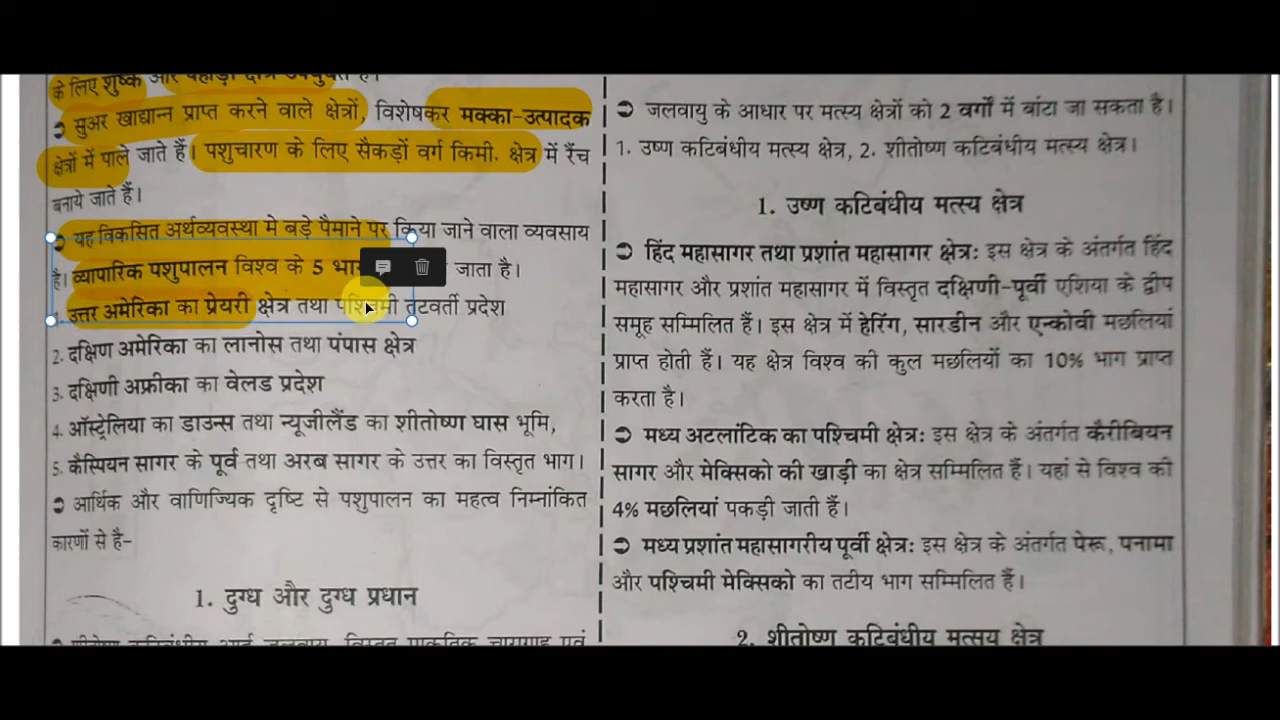 के लिए शुष्क और पहाड़ी क्षेत्र उपयुक्त है।
सुअर खाद्यान्न प्राप्त करने वाले क्षेत्रों, विशेषकर मक्का-उत्पादक
क्षेत्रों में पाले जाते हैं। पशुचारण के लिए सैकड़ों वर्ग किमी. क्षेत्र में रैंच
बनाये जाते हैं।
यह विकसित अर्थव्यवस्था मे बड़े पैमाने पर किया जाने वाला व्यवसाय
है। व्यापारिक पशुपालन विश्व के 5 जाता है।
1. उत्तर अमेरिका का प्रेयरी क्षेत्र तथा पश्चिमी तटवर्ती प्रदेश
2. दक्षिण अमेरिका का लानोस तथा पंपास क्षेत्र
3. दक्षिणी अफ्रीका का वेलड प्रदेश
4. ऑस्ट्रेलिया का डाउन्स तथा न्यूजीलैंड का शीतोष्ण घास भूमि,
5. कैस्पियन सागर के पूर्व तथा अरब सागर के उत्तर का विस्तृत भाग।
➲ आर्थिक और वाणिज्यिक दृष्टि से पशुपालन का महत्व निम्नांकित
कारणों से है-
1. दुग्ध और दुग्ध प्रधान
➲ जलवायु के आधार पर मत्स्य क्षेत्रों को 2 वर्गों में बांटा जा सकता है।
1. उष्ण कटिबंधीय मत्स्य क्षेत्र, 2. शीतोष्ण कटिबंधीय मत्स्य क्षेत्र।
1. उष्ण कटिबंधीय मत्स्य क्षेत्र
➲ हिंद महासागर तथा प्रशांत महासागर क्षेत्र: इस क्षेत्र के अंतर्गत हिंद
महासागर और प्रशांत महासागर में विस्तृत दक्षिणी-पूर्वी एशिया के द्वीप
समूह सम्मिलित हैं। इस क्षेत्र में हेरिंग, सारडीन और एन्कोवी मछलियां
प्राप्त होती हैं। यह क्षेत्र विश्व की कुल मछलियों का 10% भाग प्राप्त
करता है।
➲ मध्य अटलांटिक का पश्चिमी क्षेत्र: इस क्षेत्र के अंतर्गत कैरीबियन
सागर और मेक्सिको की खाड़ी का क्षेत्र सम्मिलित हैं। यहां से विश्व की
4% मछलियां पकड़ी जाती हैं।
➲ मध्य प्रशांत महासागरीय पूर्वी क्षेत्र: इस क्षेत्र के अंतर्गत पेरू, पनामा
और पश्चिमी मेक्सिको का तटीय भाग सम्मिलित हैं।
2. शीतोष्ण कटिबंधीय मत्सय क्षेत्र